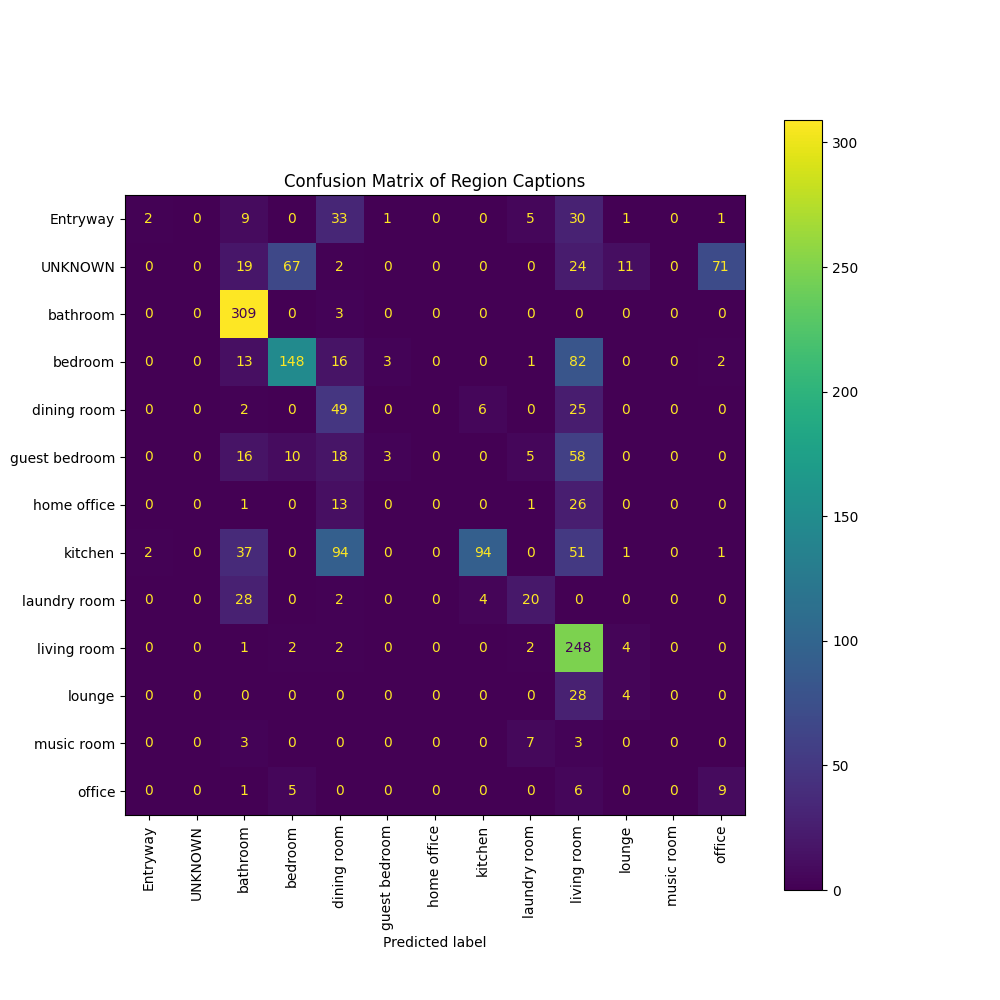 Confusion Matrix of Region Captions
Entryway 2 0 9 0 33 1 0 0 5 30 1 0 1
UNKNOWN 0 0 19 67 2 0 0 0 0 24 11 0 71
bathroom 0 0 309 0 3 0 0 0 0 0 0 0 0
bedroom 0 0 13 148 16 3 0 0 1 82 0 0 2
dining room 0 0 2 0 49 0 0 6 0 25 0 0 0
guest bedroom 0 0 16 10 18 3 0 0 5 58 0 0 0
home office 0 0 1 0 13 0 0 0 1 26 0 0 0
kitchen 2 0 37 0 94 0 0 94 0 51 1 0 1
laundry room 0 0 28 0 2 0 0 4 20 0 0 0 0
living room 0 0 1 2 2 0 0 0 2 248 4 0 0
lounge 0 0 0 0 0 0 0 0 0 28 4 0 0
music room 0 0 3 0 0 0 0 0 7 3 0 0 0
office 0 0 1 5 0 0 0 0 0 6 0 0 9
Entryway UNKNOWN bathroom bedroom dining room guest bedroom home office kitchen laundry room living room lounge music room office
Predicted label
300
250
200
150
100
50
0